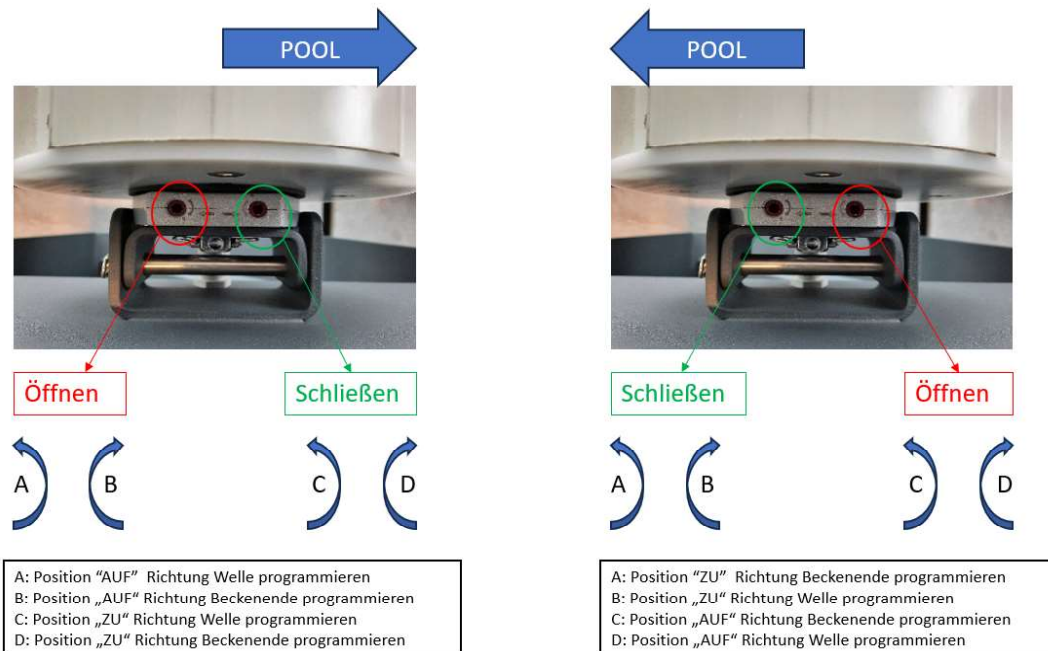 POOL
POOL
Öffnen
Schließen
Schließen
Öffnen
A
B
C
D
A
B
C
D
A: Position "AUF" Richtung Welle programmieren
B: Position „AUF“ Richtung Beckenende programmieren
C: Position „ZU“ Richtung Welle programmieren
D: Position „ZU“ Richtung Beckenende programmieren
A: Position "ZU" Richtung Beckenende programmieren
B: Position „ZU“ Richtung Welle programmieren
C: Position „AUF“ Richtung Beckenende programmieren
D: Position „AUF“ Richtung Welle programmieren